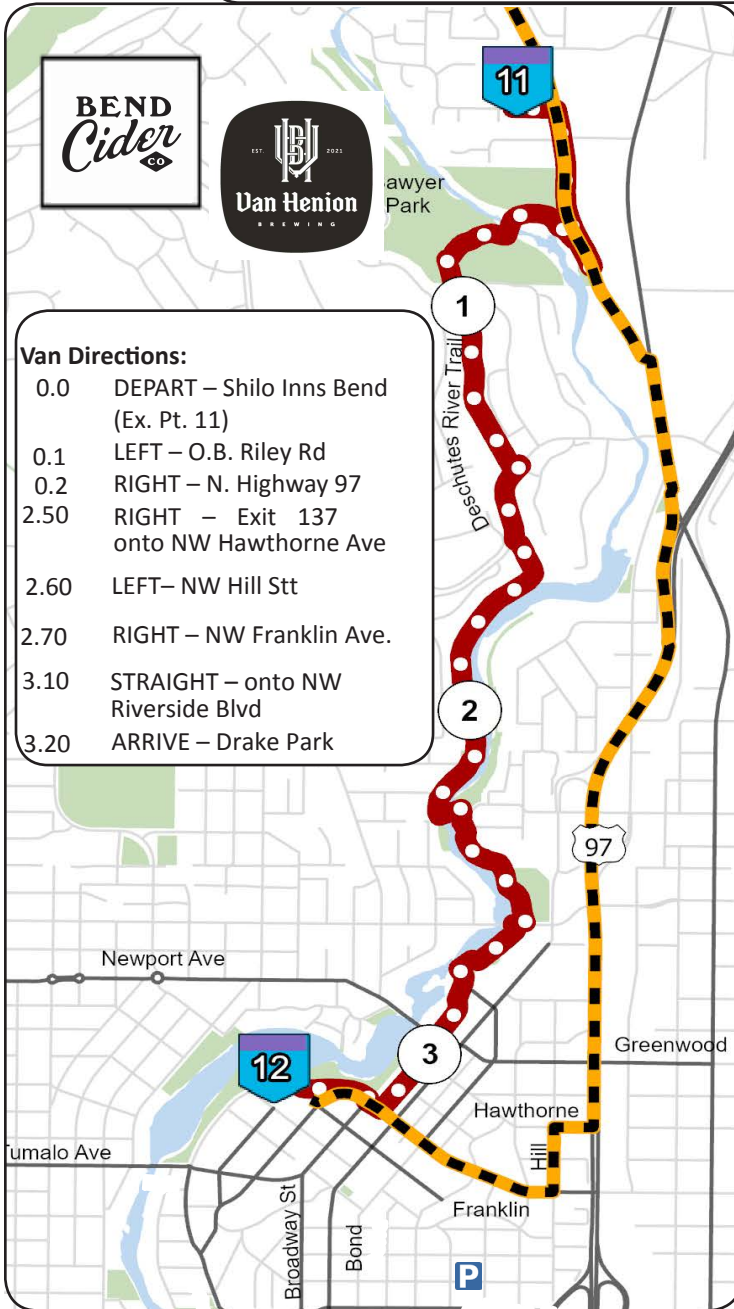 11
BEND
Cider
CO
EST. 2021
Van Henion
BREWING
awyer
Park
1
Deschutes River Trail
Van Directions:
0.0 DEPART – Shilo Inns Bend
(Ex. Pt. 11)
0.1 LEFT – O.B. Riley Rd
0.2 RIGHT – N. Highway 97
2.50 RIGHT – Exit 137
onto NW Hawthorne Ave
2.60 LEFT– NW Hill Stt
2.70 RIGHT – NW Franklin Ave.
3.10 STRAIGHT – onto NW
Riverside Blvd
3.20 ARRIVE – Drake Park
2
97
Newport Ave
3
Greenwood
12
Hawthorne
Hill
Tumalo Ave
Franklin
Broadway St
Bond
P